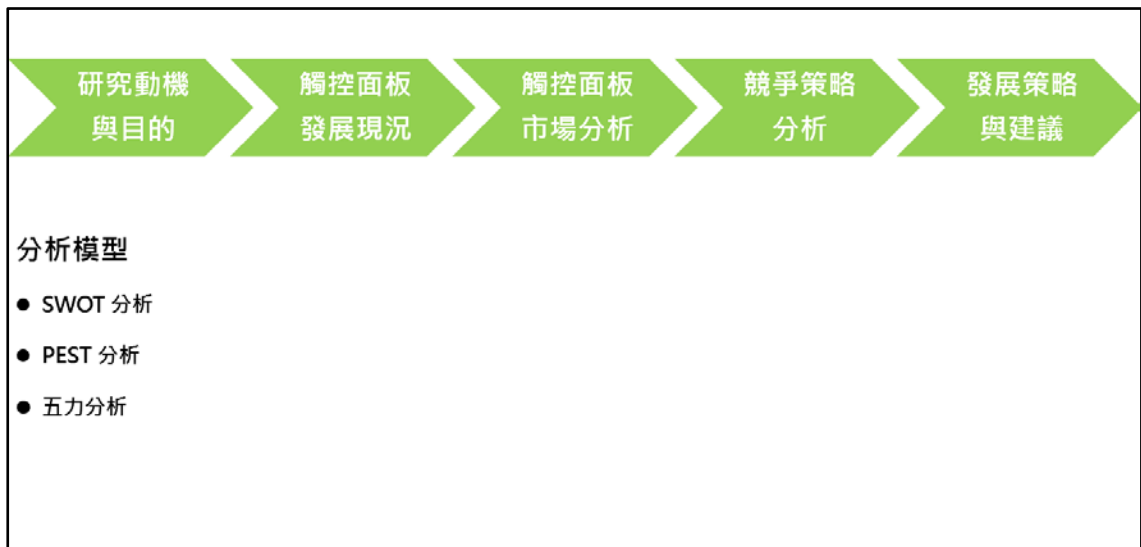 研究動機
與目的
觸控面板
發展現況
觸控面板
市場分析
競爭策略
分析
發展策略
與建議
分析模型
● SWOT 分析
● PEST 分析
● 五力分析